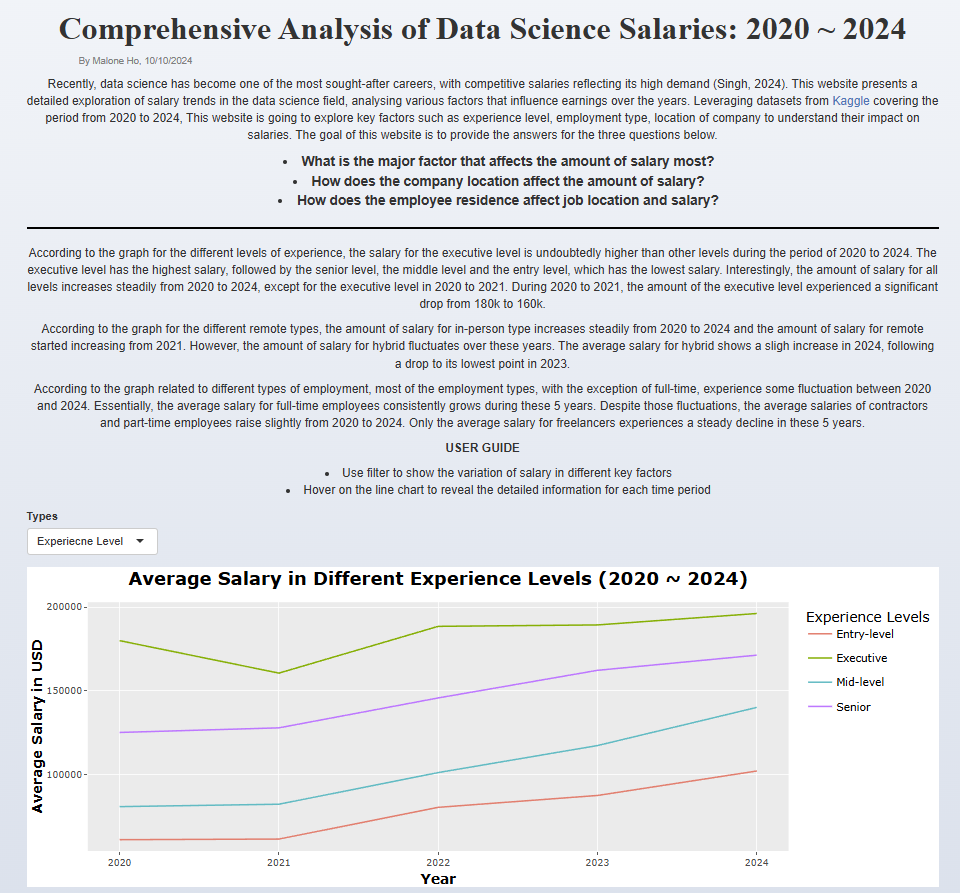 Comprehensive Analysis of Data Science Salaries: 2020 ~ 2024
By Malone Ho, 10/10/2024
Recently, data science has become one of the most sought-after careers, with competitive salaries reflecting its high demand (Singh, 2024). This website presents a
detailed exploration of salary trends in the data science field, analysing various factors that influence earnings over the years. Leveraging datasets from Kaggle covering the
period from 2020 to 2024, This website is going to explore key factors such as experience level, employment type, location of company to understand their impact on
salaries. The goal of this website is to provide the answers for the three questions below.
• What is the major factor that affects the amount of salary most?
• How does the company location affect the amount of salary?
• How does the employee residence affect job location and salary?
According to the graph for the different levels of experience, the salary for the executive level is undoubtedly higher than other levels during the period of 2020 to 2024. The
executive level has the highest salary, followed by the senior level, the middle level and the entry level, which has the lowest salary. Interestingly, the amount of salary for all
levels increases steadily from 2020 to 2024, except for the executive level in 2020 to 2021. During 2020 to 2021, the amount of the executive level experienced a significant
drop from 180k to 160k.
According to the graph for the different remote types, the amount of salary for in-person type increases steadily from 2020 to 2024 and the amount of salary for remote
started increasing from 2021. However, the amount of salary for hybrid fluctuates over these years. The average salary for hybrid shows a sligh increase in 2024, following
a drop to its lowest point in 2023.
According to the graph related to different types of employment, most of the employment types, with the exception of full-time, experience some fluctuation between 2020
and 2024. Essentially, the average salary for full-time employees consistently grows during these 5 years. Despite those fluctuations, the average salaries of contractors
and part-time employees raise slightly from 2020 to 2024. Only the average salary for freelancers experiences a steady decline in these 5 years.
USER GUIDE
• Use filter to show the variation of salary in different key factors
• Hover on the line chart to reveal the detailed information for each time period
Types
Experiecne Level
Average Salary in Different Experience Levels (2020 ~ 2024)
200000
150000
100000
Average Salary in USD
2020 2021 2022 2023 2024
Year
Experience Levels
Entry-level
Executive
Mid-level
Senior